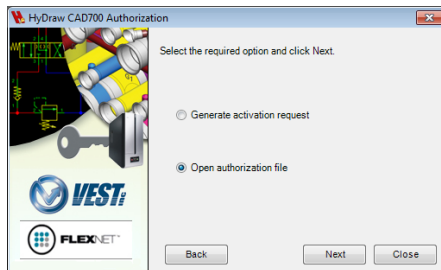 HyDraw CAD700 Authorization
Select the required option and click Next.
Generate activation request
Open authorization file
VEST
FLEXNET
Back
Next
Close